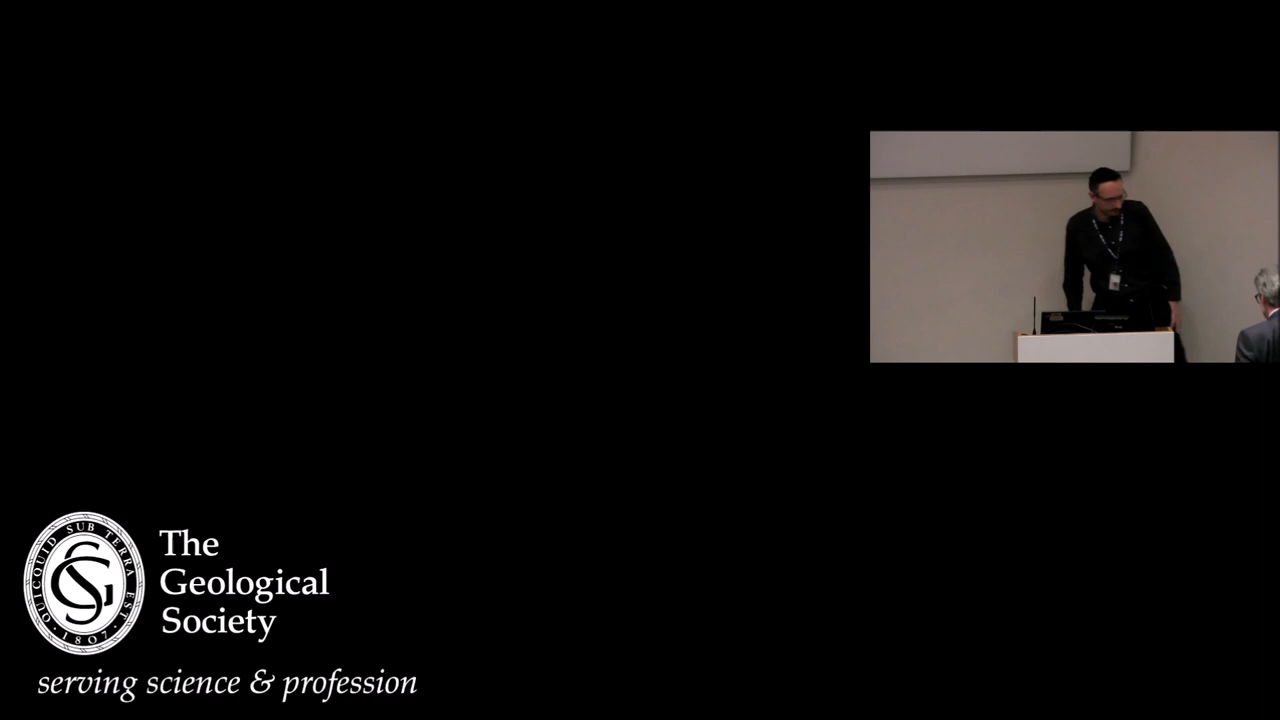 QUICQUID SUB TERRA EST
· 1807 ·
GS
The
Geological
Society
serving science & profession